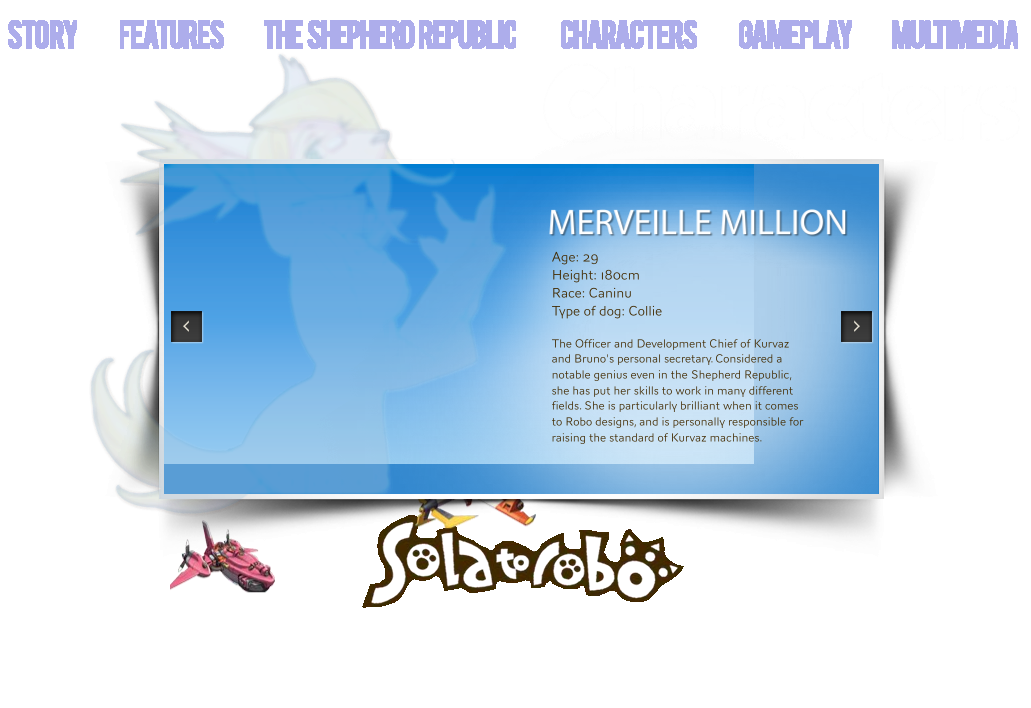 STORY FEATURES THE SHEPHERD REPUBLIC CHARACTERS GAMEPLAY MULTIMEDIA
MERVEILLE MILLION
Age: 29
Height: 180cm
Race: Caninu
Type of dog: Collie
The Officer and Development Chief of Kurvaz
and Bruno's personal secretary. Considered a
notable genius even in the Shepherd Republic,
she has put her skills to work in many different
fields. She is particularly brilliant when it comes
to Robo designs, and is personally responsible for
raising the standard of Kurvaz machines.
Solatorobo